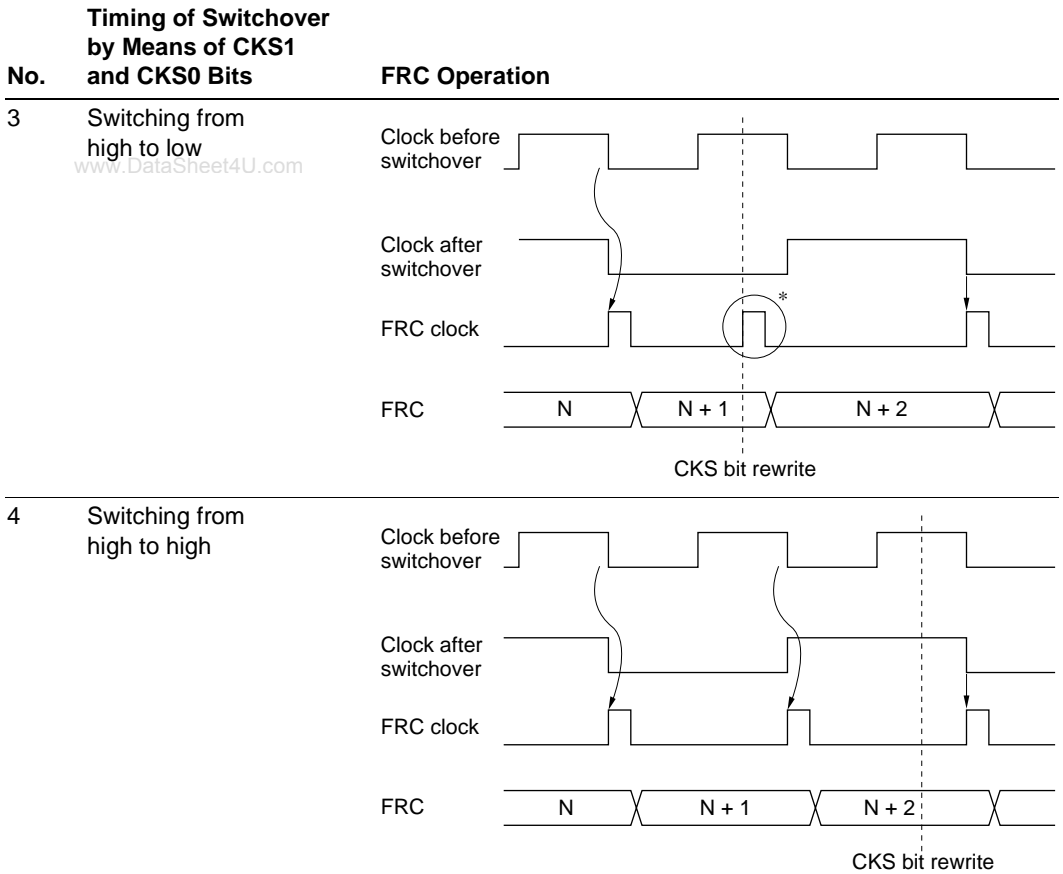 Timing of Switchover
by Means of CKS1
No. and CKS0 Bits FRC Operation
3 Switching from
high to low
www.DataSheet4U.com
Clock before
switchover
Clock after
switchover
*
FRC clock
FRC N N + 1 N + 2
CKS bit rewrite
4 Switching from
high to high
Clock before
switchover
Clock after
switchover
FRC clock
FRC N N + 1 N + 2
CKS bit rewrite